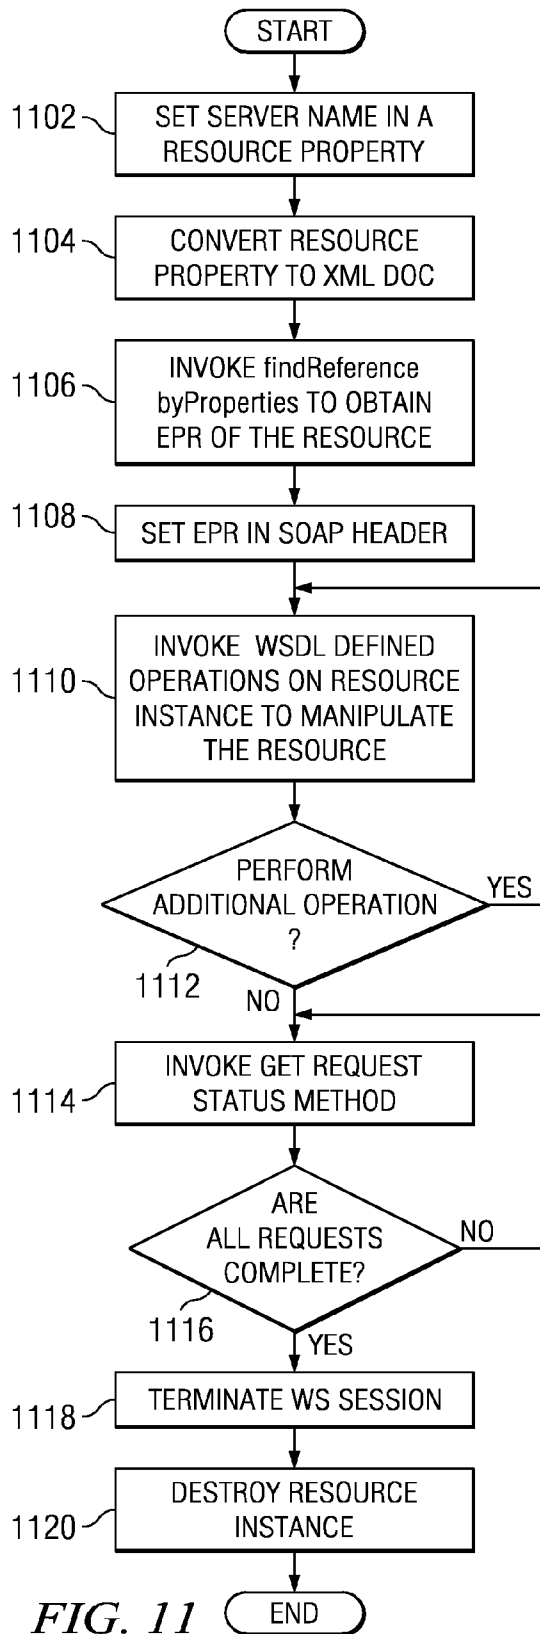 START
1102
SET SERVER NAME IN A
RESOURCE PROPERTY
1104
CONVERT RESOURCE
PROPERTY TO XML DOC
1106
INVOKE findReference
byProperties TO OBTAIN
EPR OF THE RESOURCE
1108
SET EPR IN SOAP HEADER
1110
INVOKE WSDL DEFINED
OPERATIONS ON RESOURCE
INSTANCE TO MANIPULATE
THE RESOURCE
PERFORM
ADDITIONAL OPERATION
?
YES
1112
NO
1114
INVOKE GET REQUEST
STATUS METHOD
ARE
ALL REQUESTS
COMPLETE?
NO
1116
YES
1118
TERMINATE WS SESSION
1120
DESTROY RESOURCE
INSTANCE
FIG. 11
END